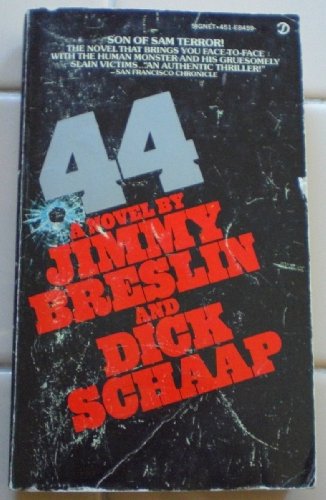 SIGNET•451-E8459
SON OF SAM TERROR!
THE NOVEL THAT BRINGS YOU FACE-TO-FACE
WITH THE HUMAN MONSTER AND HIS GRUESOMELY
SLAIN VICTIMS..."AN AUTHENTIC THRILLER!"
—SAN FRANCISCO CHRONICLE
44
A NOVEL BY
JIMMY
BRESLIN
AND
DICK
SCHAAP